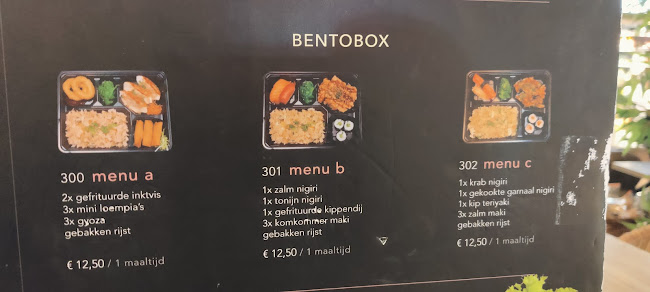 BENTOBOX
300 menu a
2x gefrituurde inktvis
3x mini loempia's
3x gyoza
gebakken rijst
€ 12,50 / 1 maaltijd
301 menu b
1x zalm nigiri
1x tonijn nigiri
1x gefrituurde kippendij
3x komkommer maki
gebakken rijst
€ 12,50 / 1 maaltijd
302 menu c
1x krab nigiri
1x gekookte garnaal nigiri
1x kip teriyaki
3x zalm maki
gebakken rijst
€ 12,50 / 1 maaltijd